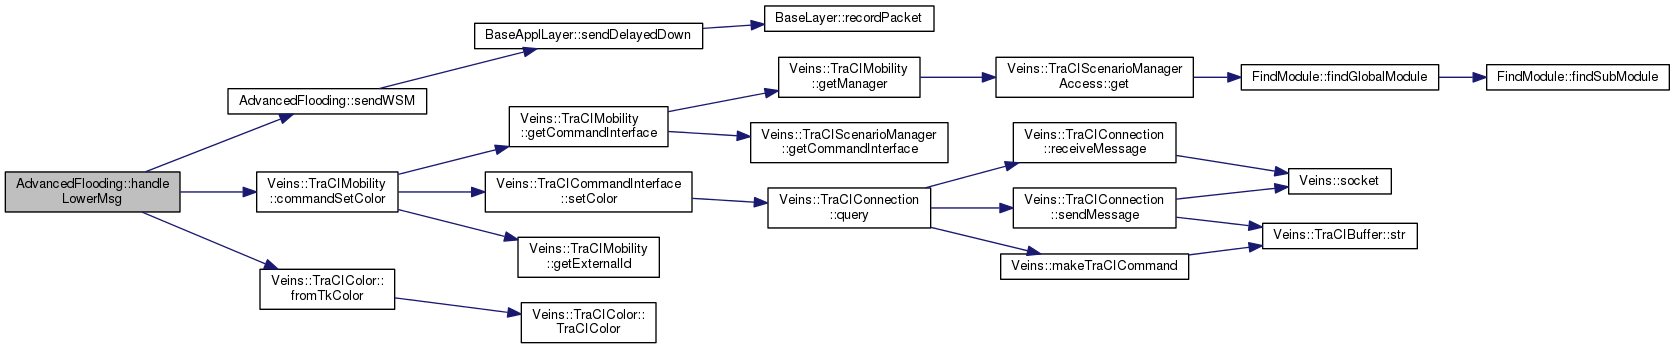 AdvancedFlooding::handle
LowerMsg
AdvancedFlooding::sendWSM
BaseApplLayer::sendDelayedDown
BaseLayer::recordPacket
Veins::TraCIMobility
::commandSetColor
Veins::TraCIMobility
::getCommandInterface
Veins::TraCIMobility
::getManager
Veins::TraCIScenarioManager
Access::get
FindModule::findGlobalModule
FindModule::findSubModule
Veins::TraCIScenarioManager
::getCommandInterface
Veins::TraCICommandInterface
::setColor
Veins::TraCIConnection
::query
Veins::TraCIConnection
::receiveMessage
Veins::socket
Veins::TraCIConnection
::sendMessage
Veins::TraCIBuffer::str
Veins::makeTraCICommand
Veins::TraCIMobility
::getExternalId
Veins::TraCIColor::
fromTkColor
Veins::TraCIColor::
TraCIColor